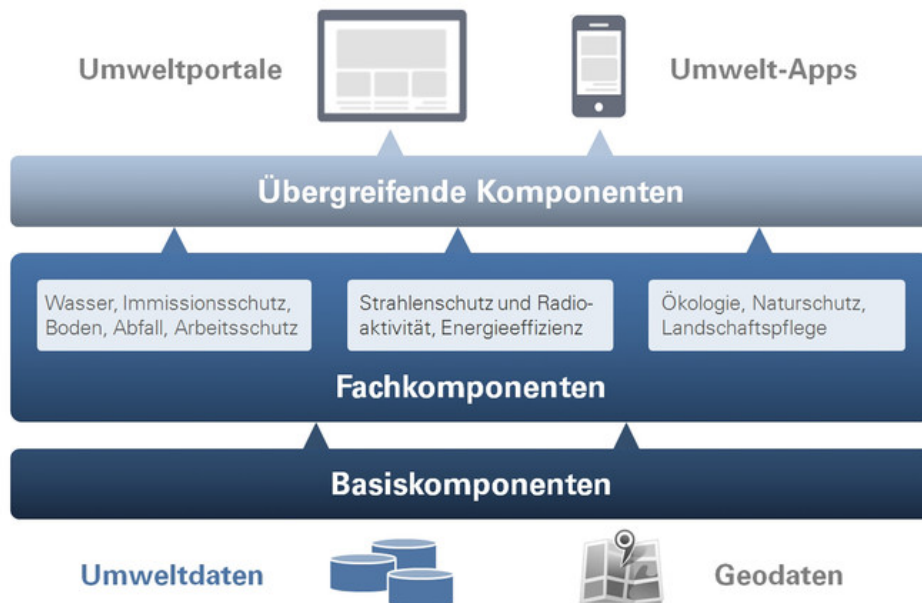 Umweltportale
Umwelt-Apps
Übergreifende Komponenten
Wasser, Immissionsschutz,
Boden, Abfall, Arbeitsschutz
Strahlenschutz und Radio-
aktivität, Energieeffizienz
Ökologie, Naturschutz,
Landschaftspflege
Fachkomponenten
Basiskomponenten
Umweltdaten
Geodaten